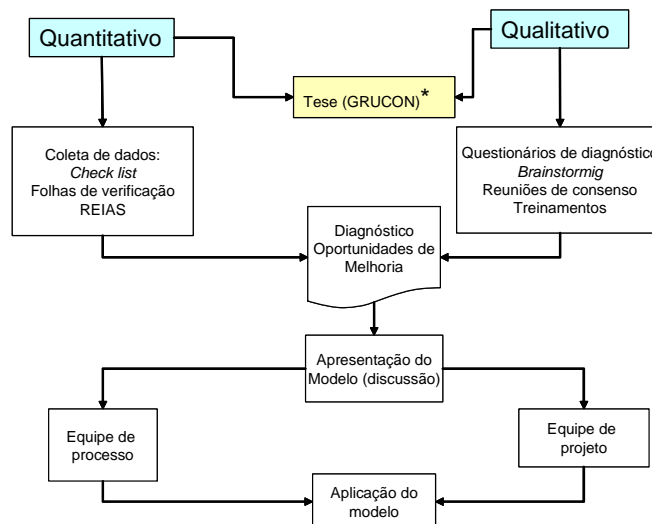 Quantitativo
Qualitativo
Tese (GRUCON)*
Coleta de dados:
Check list
Folhas de verificação
REIAS
Questionários de diagnóstico
Brainstormig
Reuniões de consenso
Treinamentos
Diagnóstico
Oportunidades de
Melhoria
Apresentação do
Modelo (discussão)
Equipe de
processo
Equipe de
projeto
Aplicação do
modelo